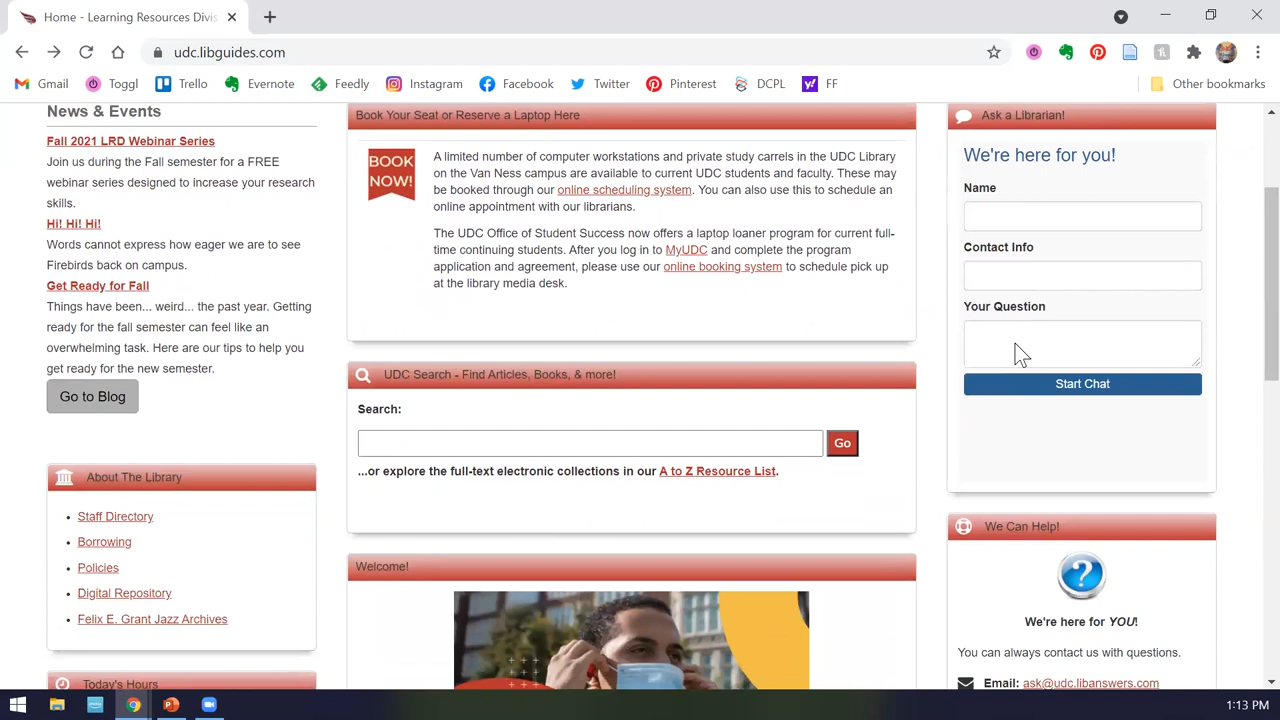 Home - Learning Resources Divis
udc.libguides.com
Gmail
Toggl
Trello
Evernote
Feedly
Instagram
Facebook
Twitter
Pinterest
DCPL
FF
Other bookmarks
News & Events
Fall 2021 LRD Webinar Series
Join us during the Fall semester for a FREE
webinar series designed to increase your research
skills.
Hi! Hi! Hi!
Words cannot express how eager we are to see
Firebirds back on campus.
Get Ready for Fall
Things have been... weird... the past year. Getting
ready for the fall semester can feel like an
overwhelming task. Here are our tips to help you
get ready for the new semester.
Go to Blog
About The Library
Staff Directory
Borrowing
Policies
Digital Repository
Felix E. Grant Jazz Archives
Today's Hours
Book Your Seat or Reserve a Laptop Here
BOOK
NOW!
A limited number of computer workstations and private study carrels in the UDC Library
on the Van Ness campus are available to current UDC students and faculty. These may
be booked through our online scheduling system. You can also use this to schedule an
online appointment with our librarians.
The UDC Office of Student Success now offers a laptop loaner program for current full-
time continuing students. After you log in to MyUDC and complete the program
application and agreement, please use our online booking system to schedule pick up
at the library media desk.
UDC Search - Find Articles, Books, & more!
Search:
Go
...or explore the full-text electronic collections in our A to Z Resource List.
Welcome!
Ask a Librarian!
We're here for you!
Name
Contact Info
Your Question
Start Chat
We Can Help!
?
We're here for YOU!
You can always contact us with questions.
Email: ask@udc.libanswers.com
1:13 PM